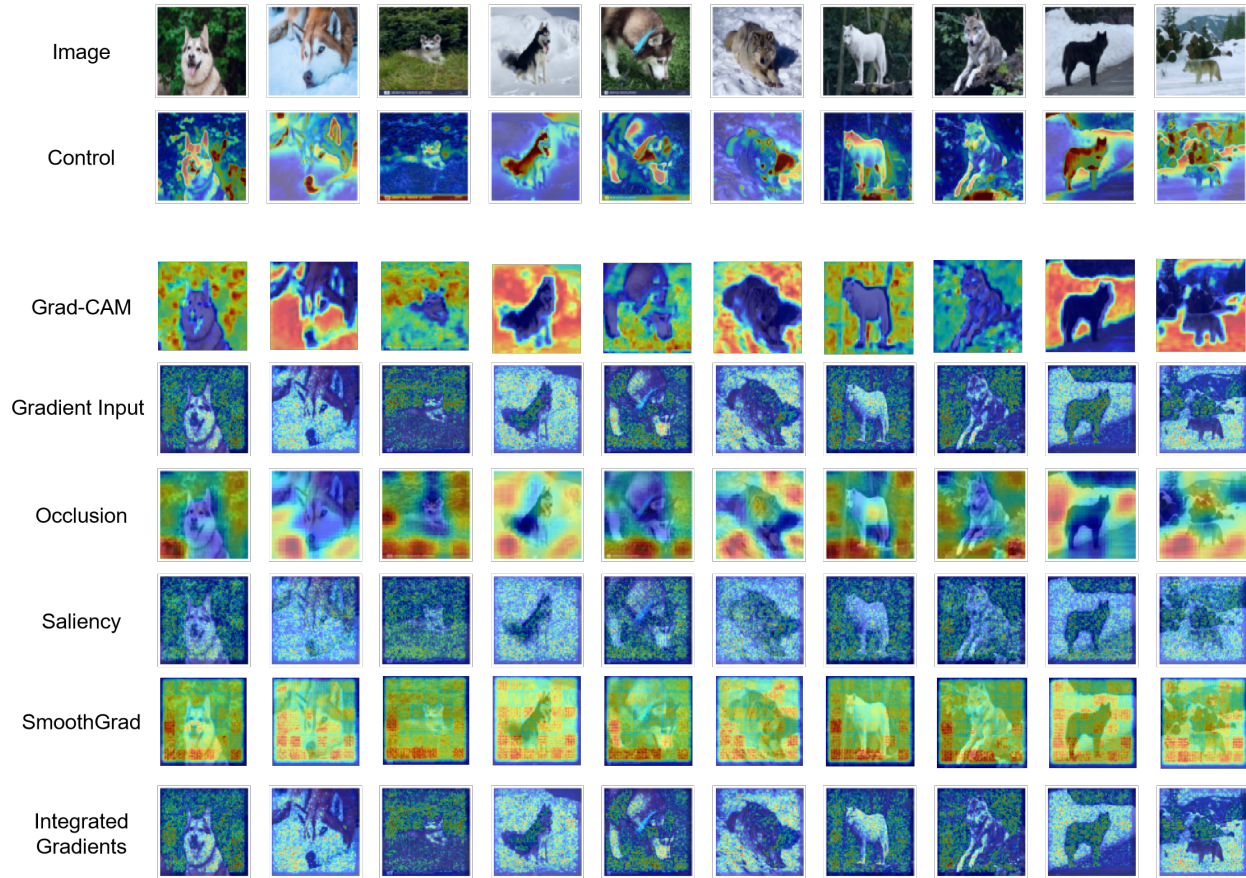 Image
Control
Grad-CAM
Gradient Input
Occlusion
Saliency
SmoothGrad
Integrated
Gradients